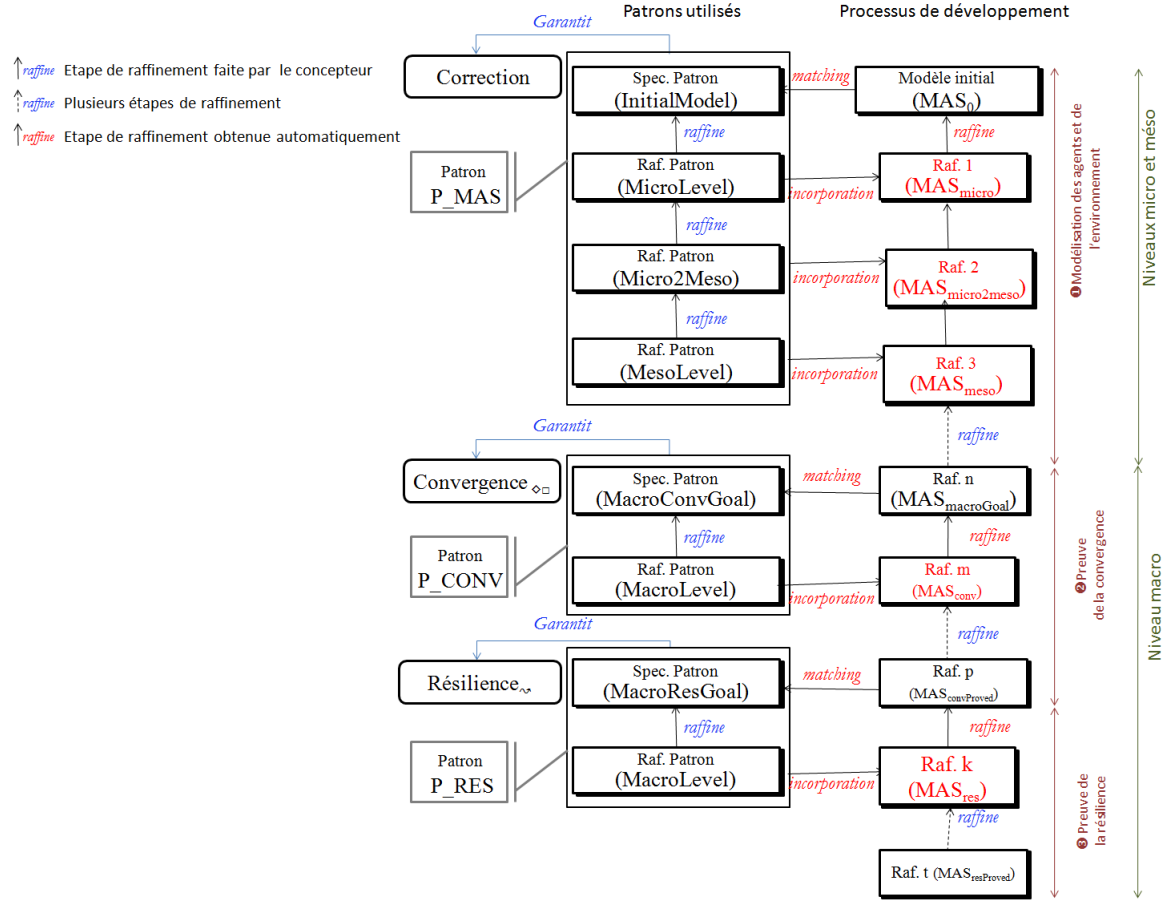 Patrons utilisés
Processus de développement
raffine Etape de raffinement faite par le concepteur
raffine Plusieurs étapes de raffinement
raffine Etape de raffinement obtenue automatiquement
Garantit
Correction
Spec. Patron
(InitialModel)
matching
Modèle initial
(MAS₀)
raffine
raffine
Patron
P_MAS
Raf. Patron
(MicroLevel)
incorporation
Raf. 1
(MASmicro)
raffine
Raf. Patron
(Micro2Meso)
incorporation
Raf. 2
(MASmicro2meso)
raffine
Raf. Patron
(MesoLevel)
incorporation
Raf. 3
(MASmeso)
raffine
Garantit
Convergence ◇□
Spec. Patron
(MacroConvGoal)
matching
Raf. n
(MASmacroGoal)
raffine
raffine
Patron
P_CONV
Raf. Patron
(MacroLevel)
incorporation
Raf. m
(MASconv)
raffine
Garantit
Résilience⤳
Spec. Patron
(MacroResGoal)
matching
Raf. p
(MASconvProved)
raffine
raffine
Patron
P_RES
Raf. Patron
(MacroLevel)
incorporation
Raf. k
(MASres)
raffine
Raf. t (MASresProved)
❶Modélisation des agents et de
l'environnement
❷Preuve
de la convergence
❸ Preuve de
la résilience
Niveaux micro et méso
Niveau macro